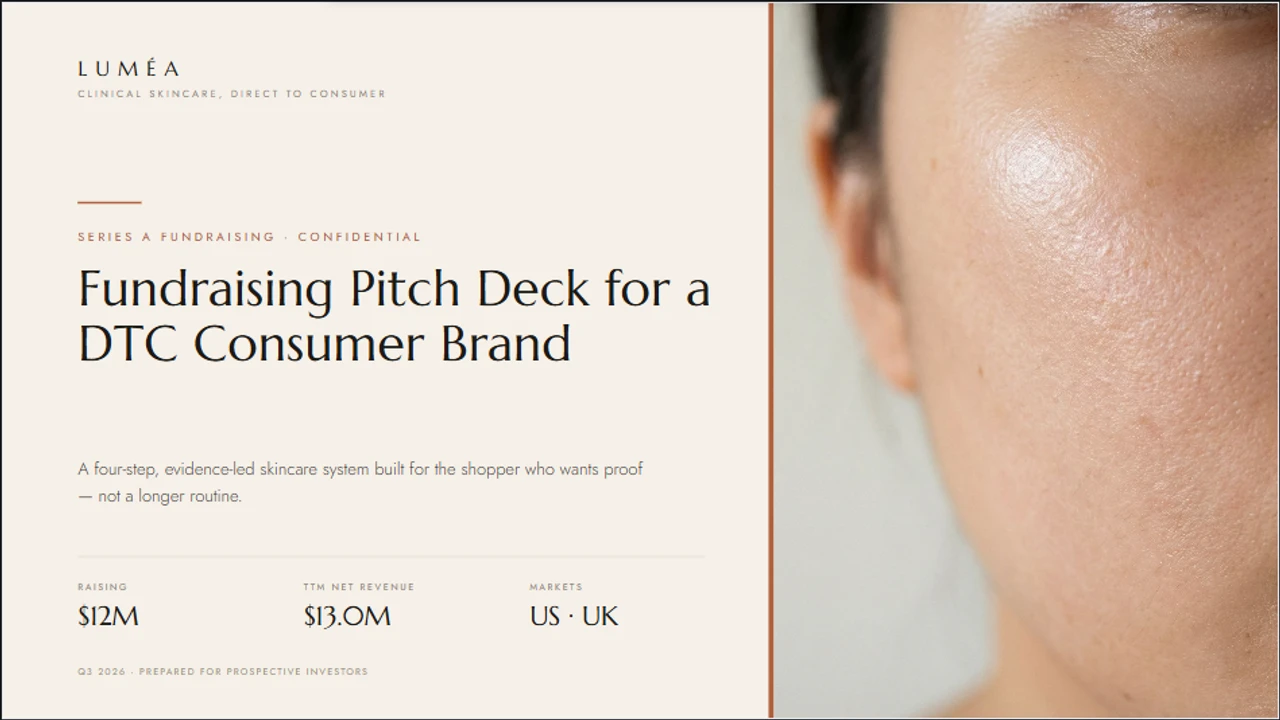 LUMÉA
CLINICAL SKINCARE, DIRECT TO CONSUMER
SERIES A FUNDRAISING · CONFIDENTIAL
Fundraising Pitch Deck for a
DTC Consumer Brand
A four-step, evidence-led skincare system built for the shopper who wants proof
— not a longer routine.
RAISING
$12M
TTM NET REVENUE
$13.0M
MARKETS
US · UK
Q3 2026 · PREPARED FOR PROSPECTIVE INVESTORS